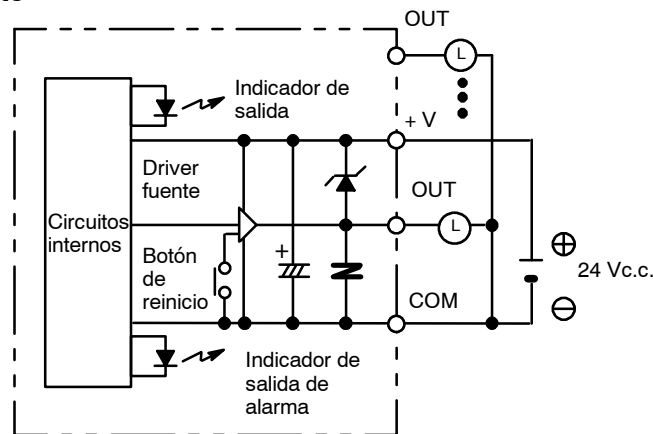 OUT
L
Indicador de
salida
+ V
Driver
fuente
OUT
Circuitos
internos
L
Botón
de
reinicio
+
24 Vc.c.
COM
Indicador de
salida de
alarma